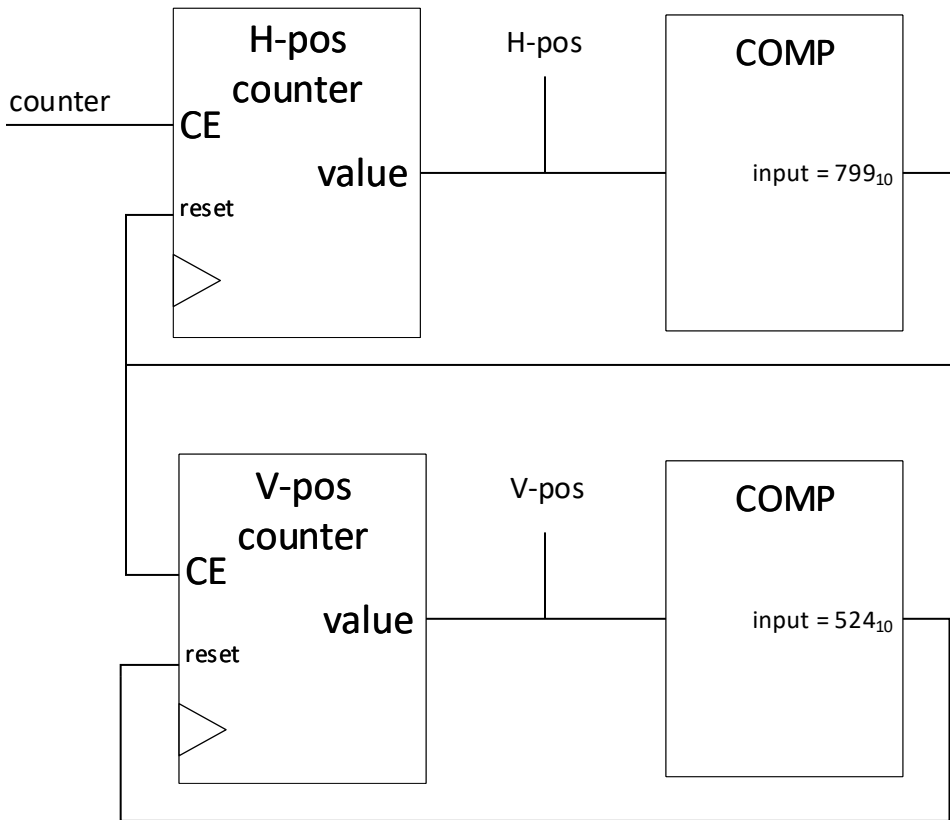 H-pos
counter
counter
CE
value
reset
H-pos
COMP
input = 799₁₀
V-pos
counter
CE
value
reset
V-pos
COMP
input = 524₁₀